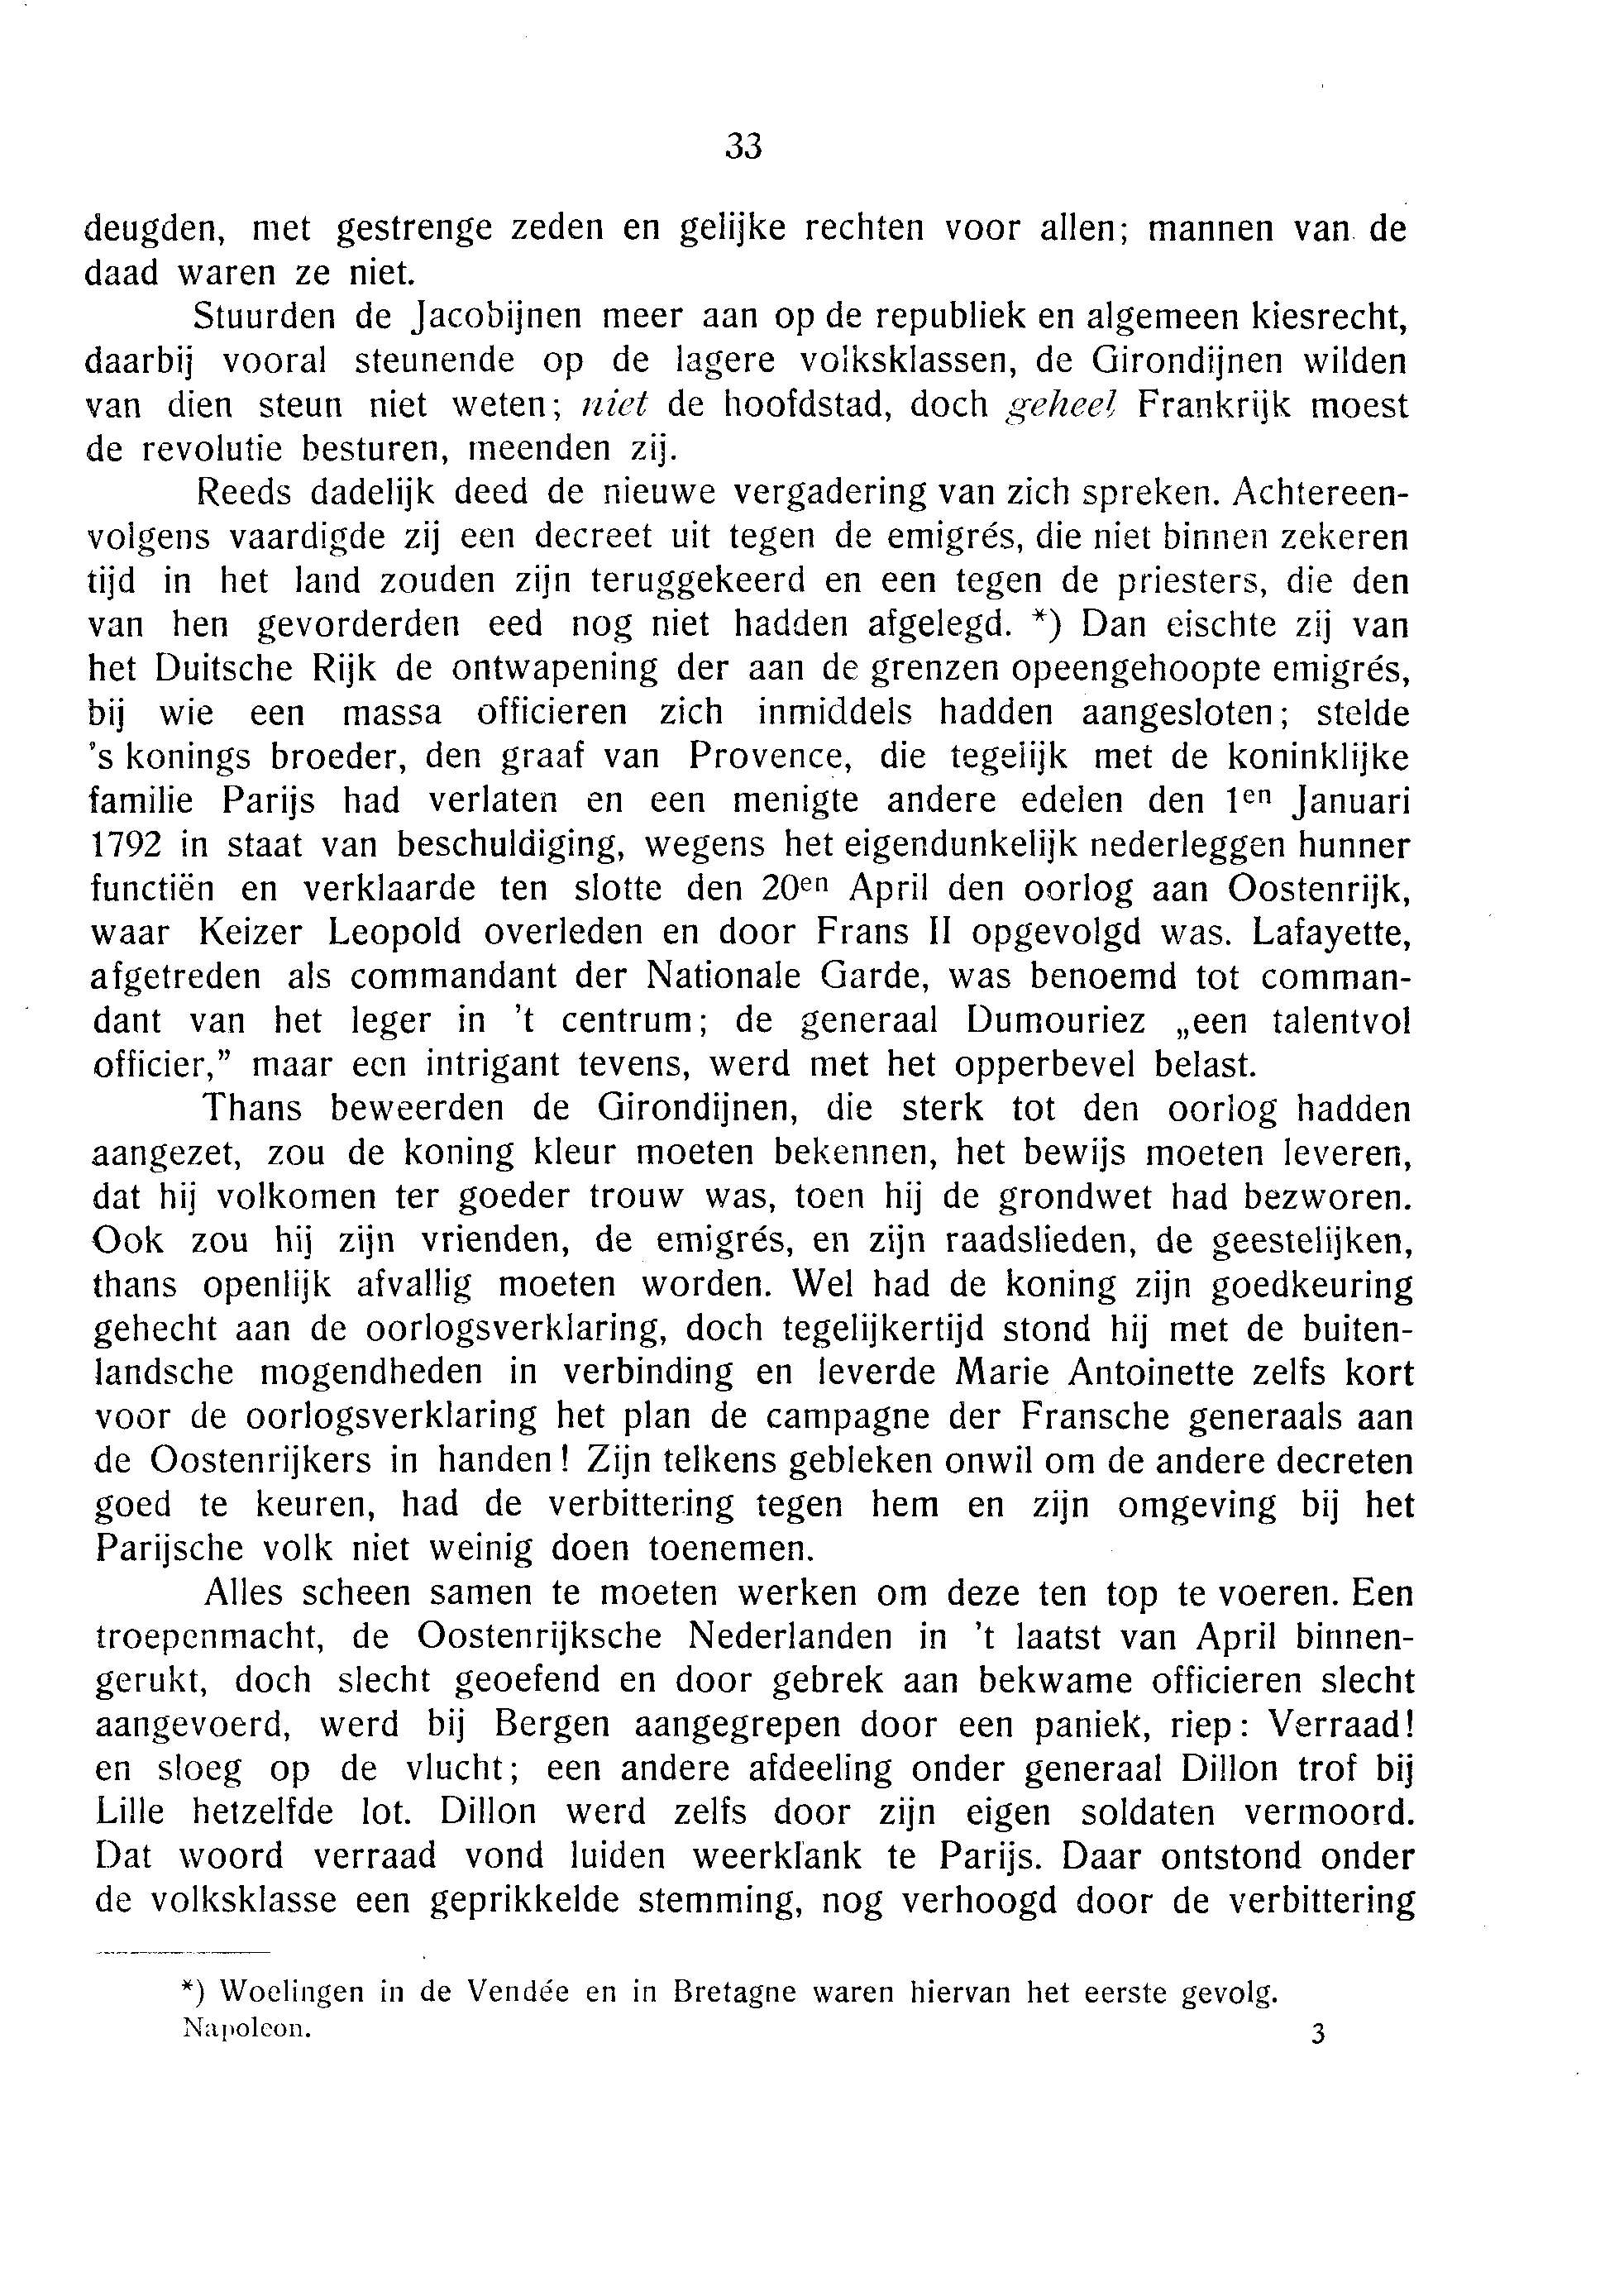 33
deugden, met gestrenge zeden en gelijke rechten voor allen; mannen van de
daad waren ze niet.
Stuurden de Jacobijnen meer aan op de republiek en algemeen kiesrecht,
daarbij vooral steunende op de lagere volksklassen, de Girondijnen wilden
van dien steun niet weten; niet de hoofdstad, doch geheel Frankrijk moest
de revolutie besturen, meenden zij.
Reeds dadelijk deed de nieuwe vergadering van zich spreken. Achtereen-
volgens vaardigde zij een decreet uit tegen de emigrés, die niet binnen zekeren
tijd in het land zouden zijn teruggekeerd en een tegen de priesters, die den
van hen gevorderden eed nog niet hadden afgelegd. *) Dan eischte zij van
het Duitsche Rijk de ontwapening der aan de grenzen opeengehoopte emigrés,
bij wie een massa officieren zich inmiddels hadden aangesloten; stelde
's konings broeder, den graaf van Provence, die tegelijk met de koninklijke
familie Parijs had verlaten en een menigte andere edelen den 1en Januari
1792 in staat van beschuldiging, wegens het eigendunkelijk nederleggen hunner
functiën en verklaarde ten slotte den 20en April den oorlog aan Oostenrijk,
waar Keizer Leopold overleden en door Frans II opgevolgd was. Lafayette,
afgetreden als commandant der Nationale Garde, was benoemd tot comman-
dant van het leger in 't centrum; de generaal Dumouriez „een talentvol
officier,” maar een intrigant tevens, werd met het opperbevel belast.
Thans beweerden de Girondijnen, die sterk tot den oorlog hadden
aangezet, zou de koning kleur moeten bekennen, het bewijs moeten leveren,
dat hij volkomen ter goeder trouw was, toen hij de grondwet had bezworen.
Ook zou hij zijn vrienden, de emigrés, en zijn raadslieden, de geestelijken,
thans openlijk afvallig moeten worden. Wel had de koning zijn goedkeuring
gehecht aan de oorlogsverklaring, doch tegelijkertijd stond hij met de buiten-
landsche mogendheden in verbinding en leverde Marie Antoinette zelfs kort
voor de oorlogsverklaring het plan de campagne der Fransche generaals aan
de Oostenrijkers in handen! Zijn telkens gebleken onwil om de andere decreten
goed te keuren, had de verbittering tegen hem en zijn omgeving bij het
Parijsche volk niet weinig doen toenemen.
Alles scheen samen te moeten werken om deze ten top te voeren. Een
troepenmacht, de Oostenrijksche Nederlanden in 't laatst van April binnen-
gerukt, doch slecht geoefend en door gebrek aan bekwame officieren slecht
aangevoerd, werd bij Bergen aangegrepen door een paniek, riep: Verraad!
en sloeg op de vlucht; een andere afdeeling onder generaal Dillon trof bij
Lille hetzelfde lot. Dillon werd zelfs door zijn eigen soldaten vermoord.
Dat woord verraad vond luiden weerklank te Parijs. Daar ontstond onder
de volksklasse een geprikkelde stemming, nog verhoogd door de verbittering
*) Woelingen in de Vendée en in Bretagne waren hiervan het eerste gevolg.
Napoleon. 3